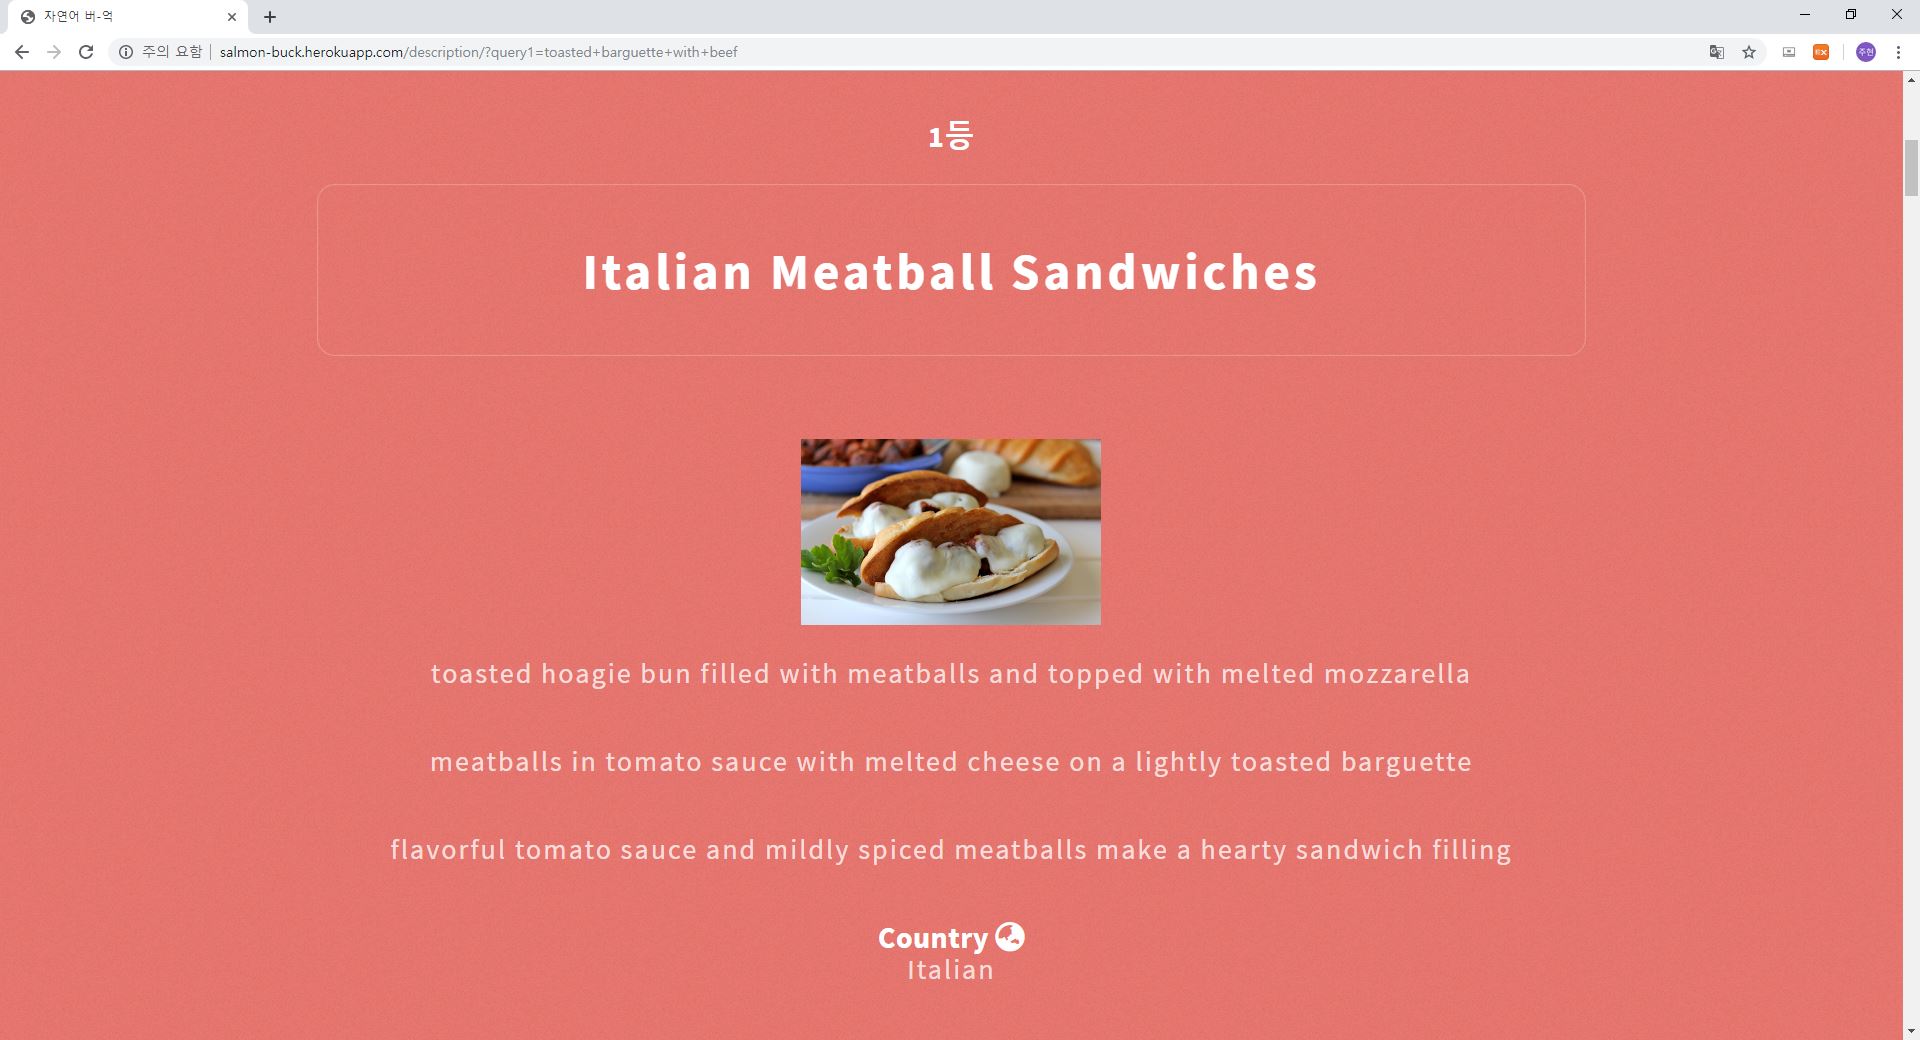 자연어 버-억
주의 요함
salmon-buck.herokuapp.com/description/?query1=toasted+barguette+with+beef
주현
1등
Italian Meatball Sandwiches
toasted hoagie bun filled with meatballs and topped with melted mozzarella
meatballs in tomato sauce with melted cheese on a lightly toasted barguette
flavorful tomato sauce and mildly spiced meatballs make a hearty sandwich filling
Country
Italian